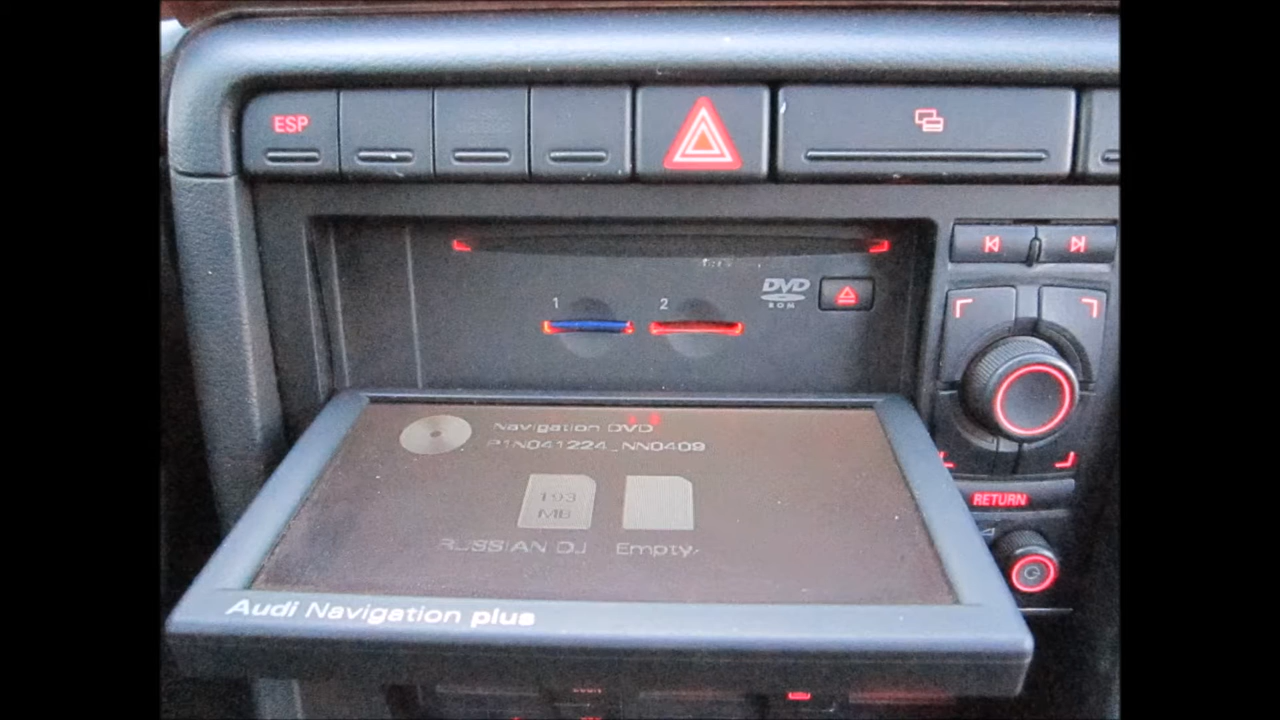 ESP
1
2
DVD
ROM
Navigation DVD
P1N041224_NN0409
193
MB
RUSSIAN DJ
Empty
RETURN
Audi Navigation plus